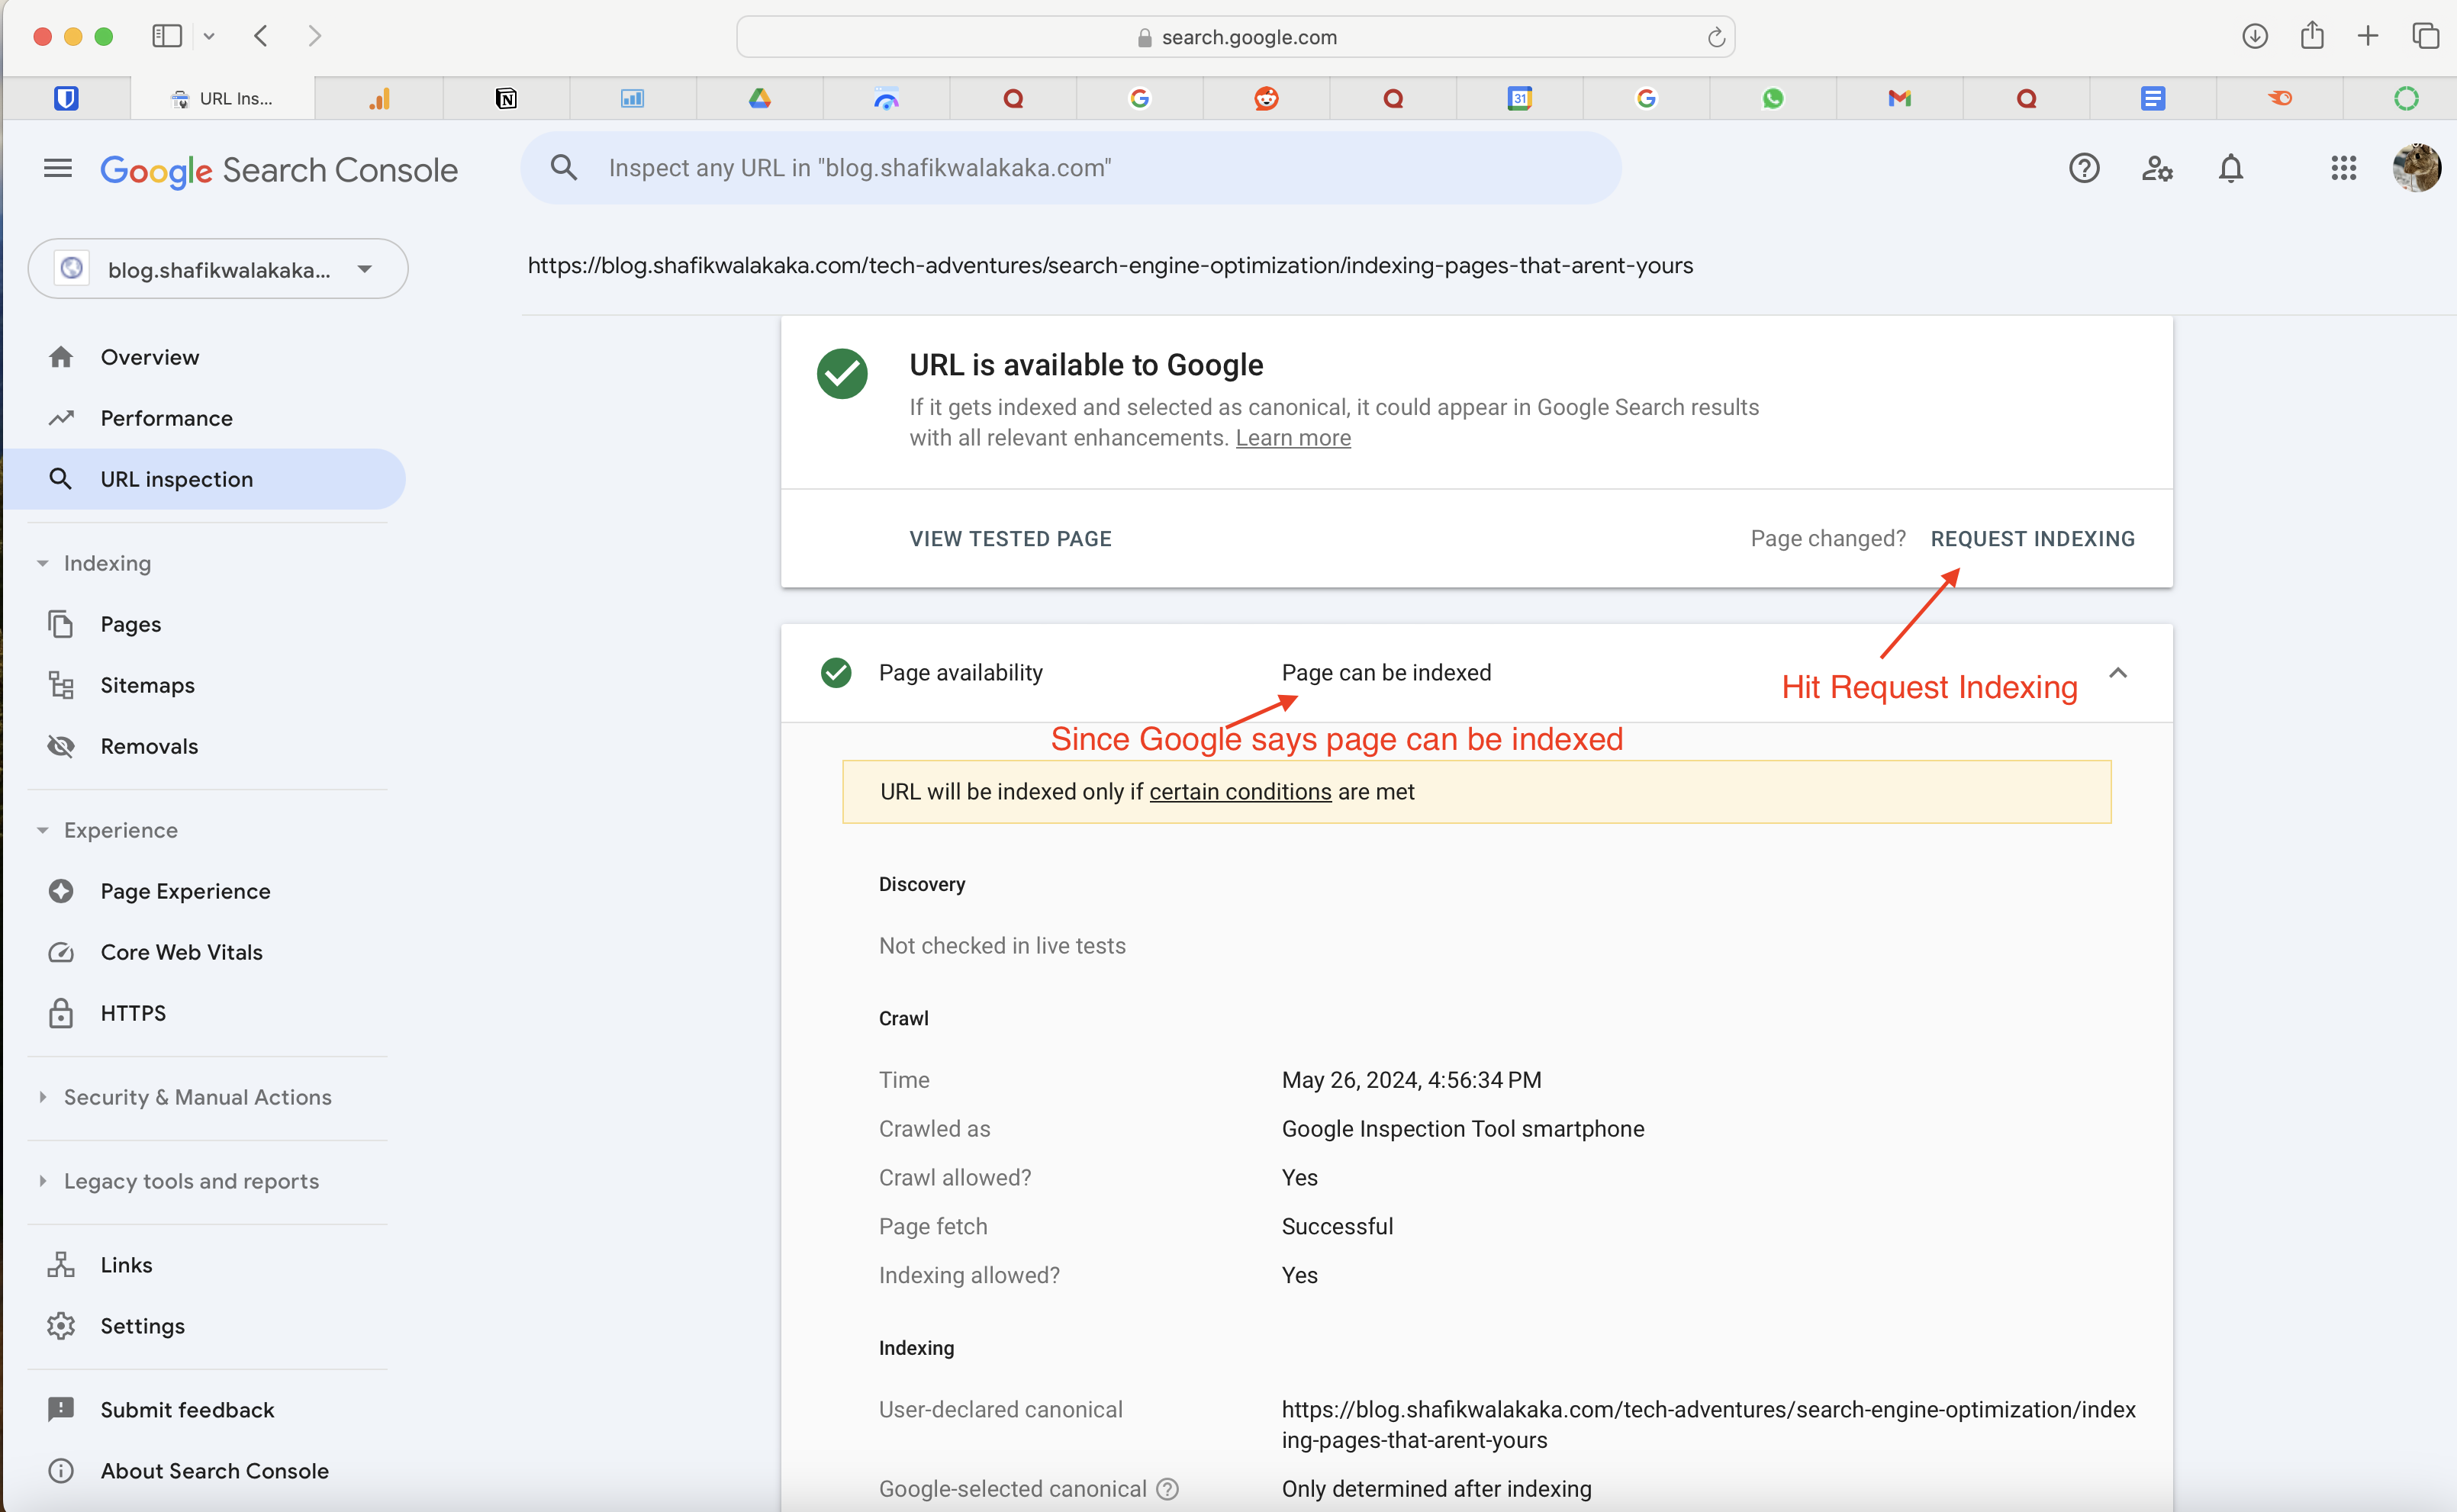 search.google.com
URL Ins...
31
Google Search Console
Inspect any URL in "blog.shafikwalakaka.com"
blog.shafikwalakaka...
https://blog.shafikwalakaka.com/tech-adventures/search-engine-optimization/indexing-pages-that-arent-yours
Overview
Performance
URL inspection
Indexing
Pages
Sitemaps
Removals
Experience
Page Experience
Core Web Vitals
HTTPS
Security & Manual Actions
Legacy tools and reports
Links
Settings
Submit feedback
About Search Console
URL is available to Google
If it gets indexed and selected as canonical, it could appear in Google Search results
with all relevant enhancements. Learn more
VIEW TESTED PAGE
Page changed? REQUEST INDEXING
Hit Request Indexing
Page availability
Page can be indexed
Since Google says page can be indexed
URL will be indexed only if certain conditions are met
Discovery
Not checked in live tests
Crawl
Time
May 26, 2024, 4:56:34 PM
Crawled as
Google Inspection Tool smartphone
Crawl allowed?
Yes
Page fetch
Successful
Indexing allowed?
Yes
Indexing
User-declared canonical
https://blog.shafikwalakaka.com/tech-adventures/search-engine-optimization/index
ing-pages-that-arent-yours
Google-selected canonical
Only determined after indexing